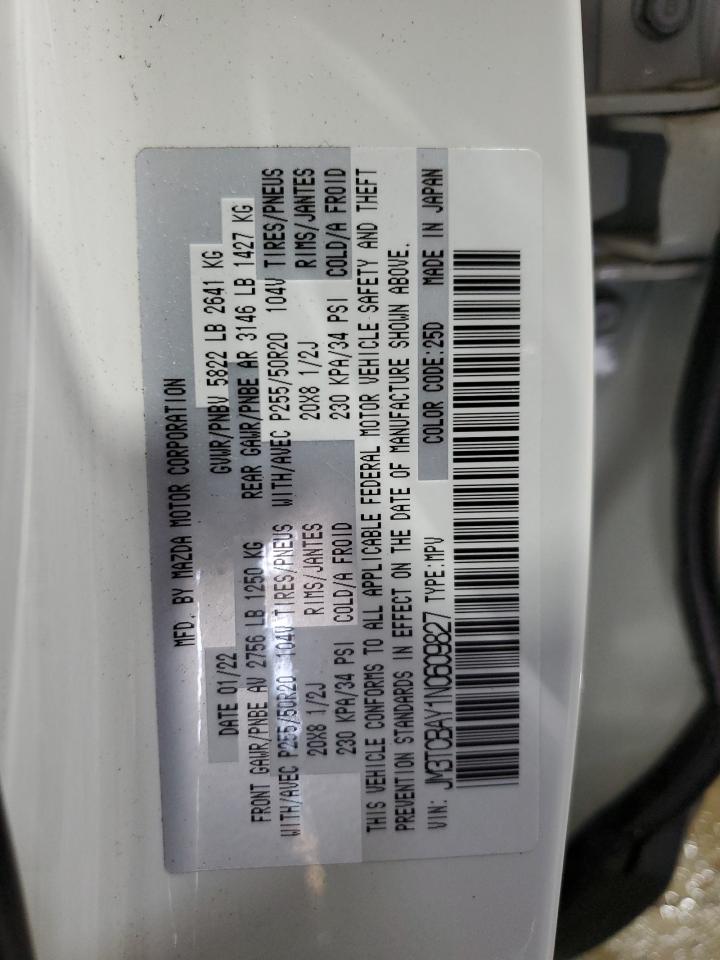 MFD. BY MAZDA MOTOR CORPORATION
DATE 01/22 GVWR/PNBV 5822 LB 2641 KG
FRONT GAWR/PNBE AV 2756 LB 1250 KG REAR GAWR/PNBE AR 3146 LB 1427 KG
WITH/AVEC P255/50R20 104V TIRES/PNEUS WITH/AVEC P255/50R20 104V TIRES/PNEUS
20X8 1/2J RIMS/JANTES 20X8 1/2J RIMS/JANTES
230 KPA/34 PSI COLD/A FROID 230 KPA/34 PSI COLD/A FROID
THIS VEHICLE CONFORMS TO ALL APPLICABLE FEDERAL MOTOR VEHICLE SAFETY AND THEFT
PREVENTION STANDARDS IN EFFECT ON THE DATE OF MANUFACTURE SHOWN ABOVE.
VIN: JM3TCBAY1N0609827 TYPE:MPV COLOR CODE:25D MADE IN JAPAN